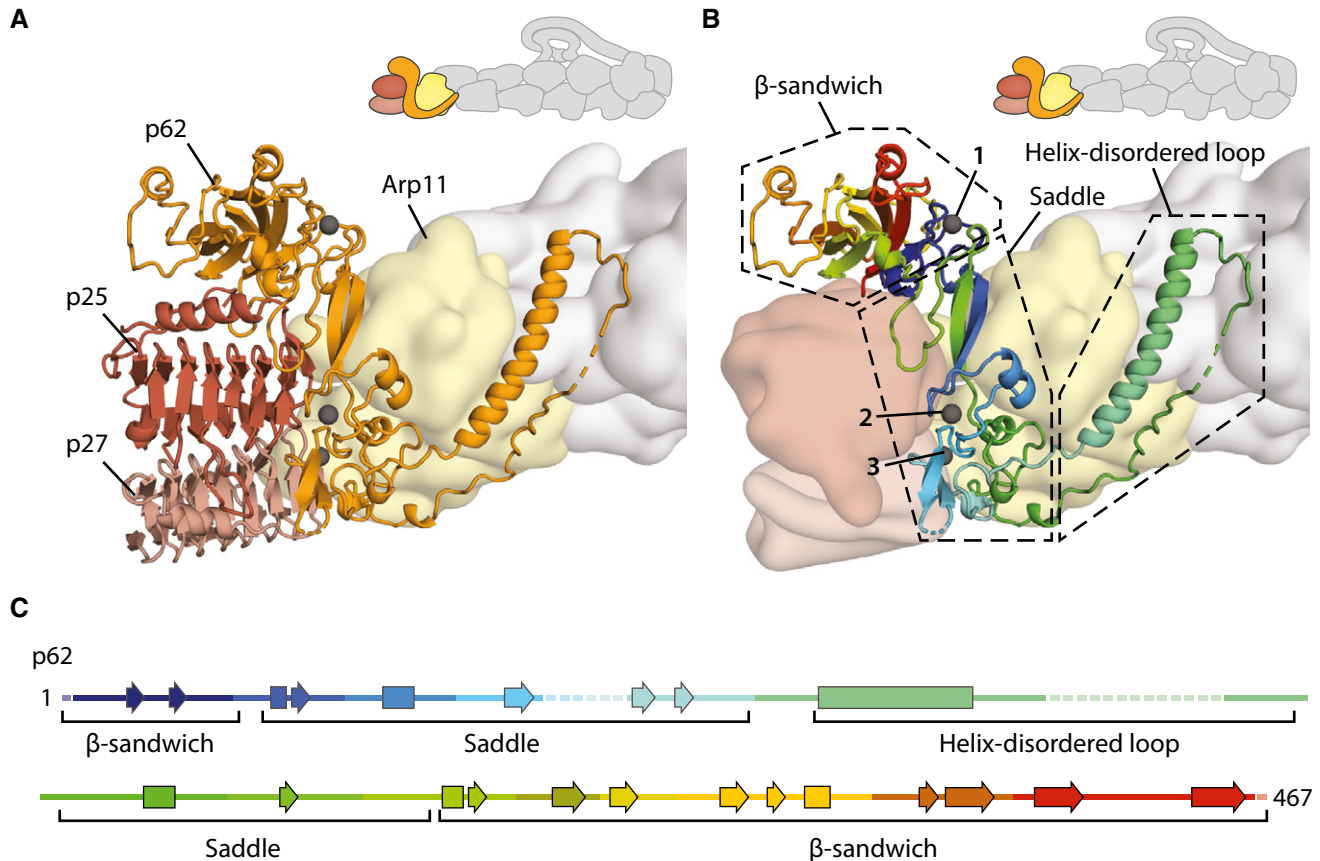 A
p62
Arp11
p25
p27
B
β-sandwich
1
Helix-disordered loop
Saddle
2
3
C
p62
1
β-sandwich
Saddle
Helix-disordered loop
467
Saddle
β-sandwich